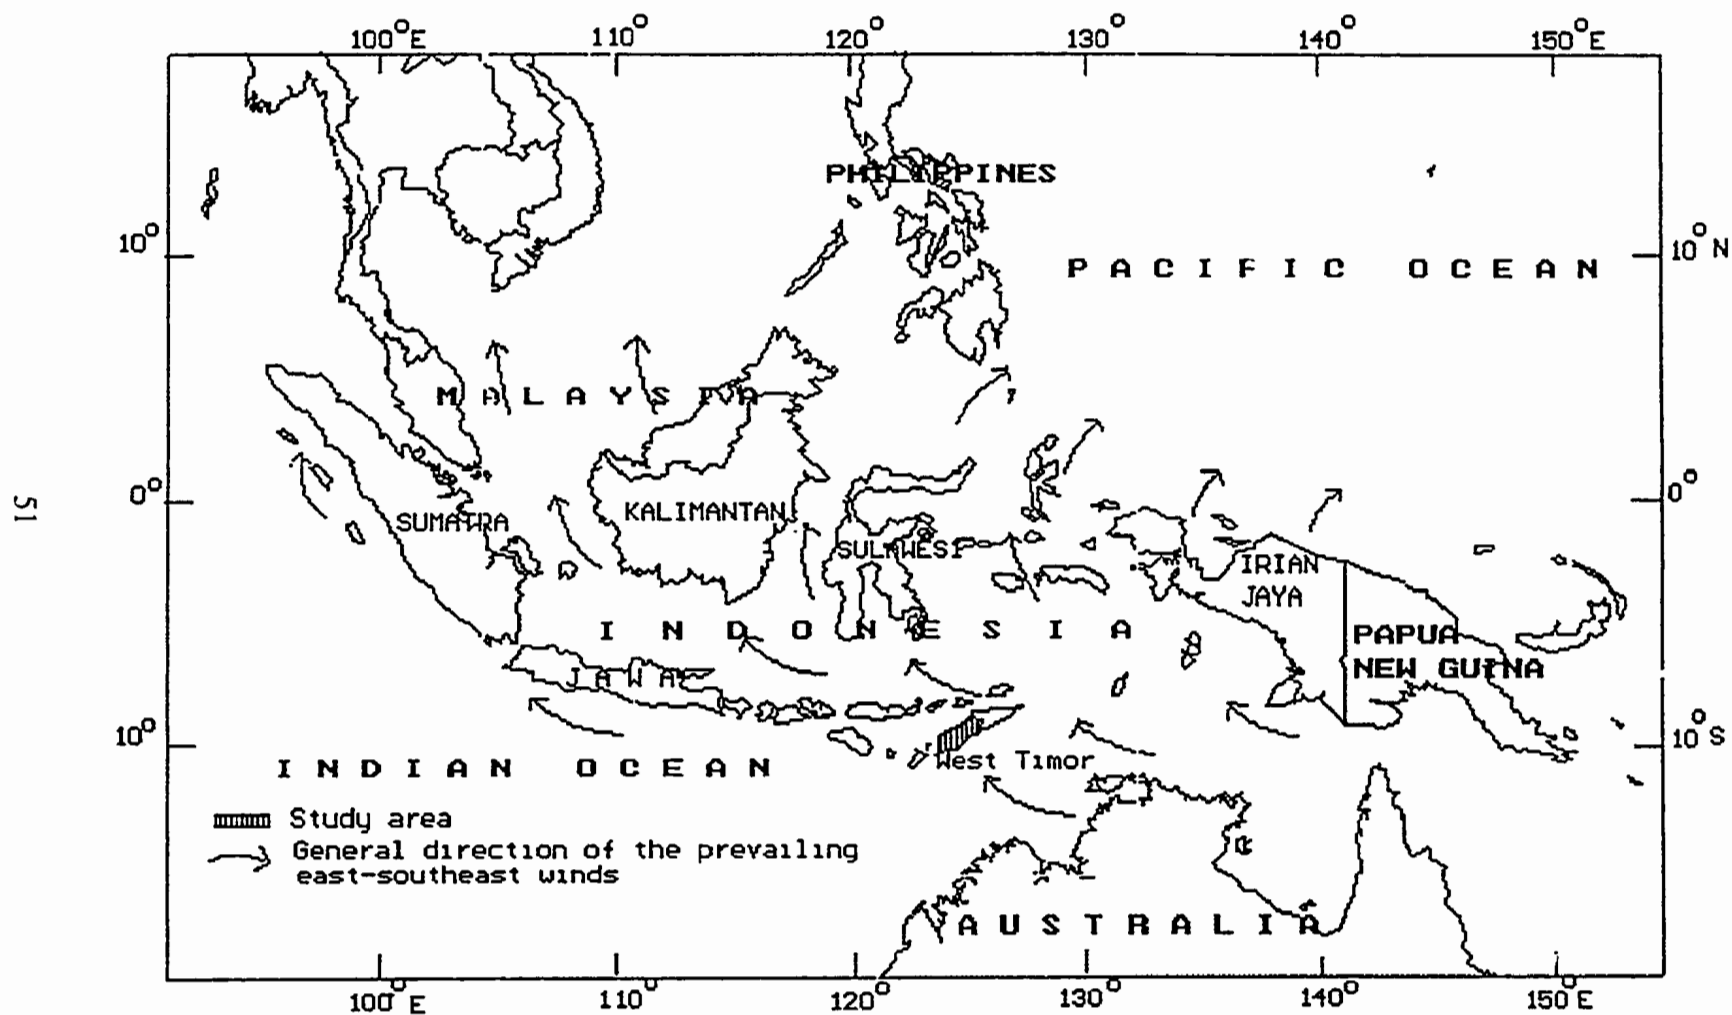 100°E 110° 120° 130° 140° 150°E
PHILIPPINES
10° 10°N
PACIFIC OCEAN
MALAYSIA
0° 0°
51
SUMATRA
KALIMANTAN
SULAWESI
IRIAN
JAYA
INDONESIA
PAPUA
NEW GUINA
JAWA
10° 10°S
West Timor
INDIAN OCEAN
Study area
General direction of the prevailing
east-southeast winds
AUSTRALIA
100°E 110° 120° 130° 140° 150°E